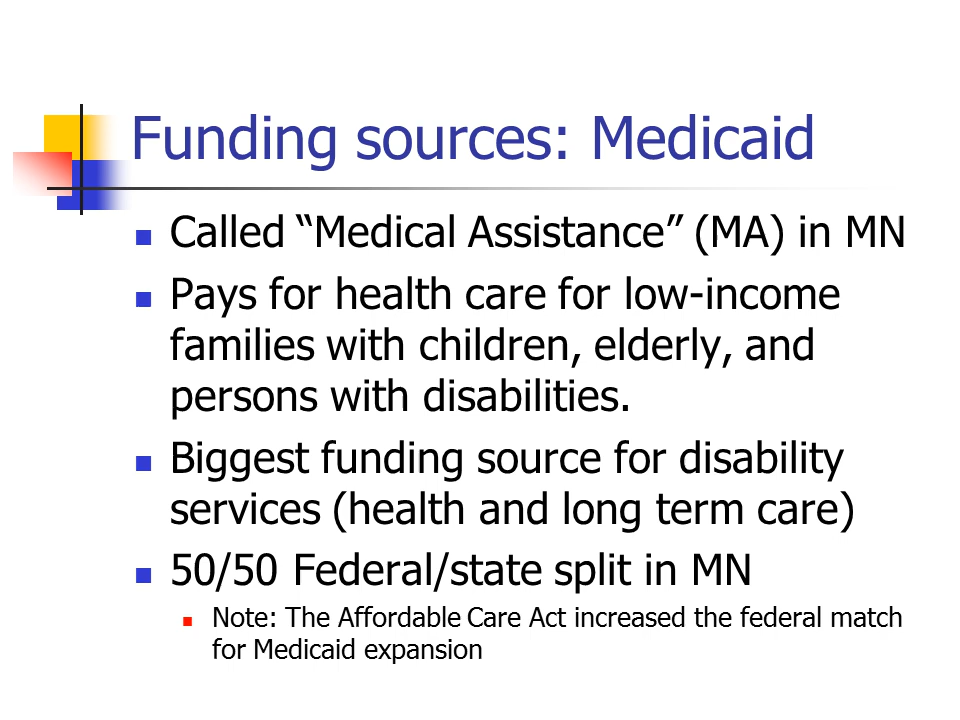 Funding sources: Medicaid
Called “Medical Assistance” (MA) in MN
Pays for health care for low-income
families with children, elderly, and
persons with disabilities.
Biggest funding source for disability
services (health and long term care)
50/50 Federal/state split in MN
Note: The Affordable Care Act increased the federal match
for Medicaid expansion